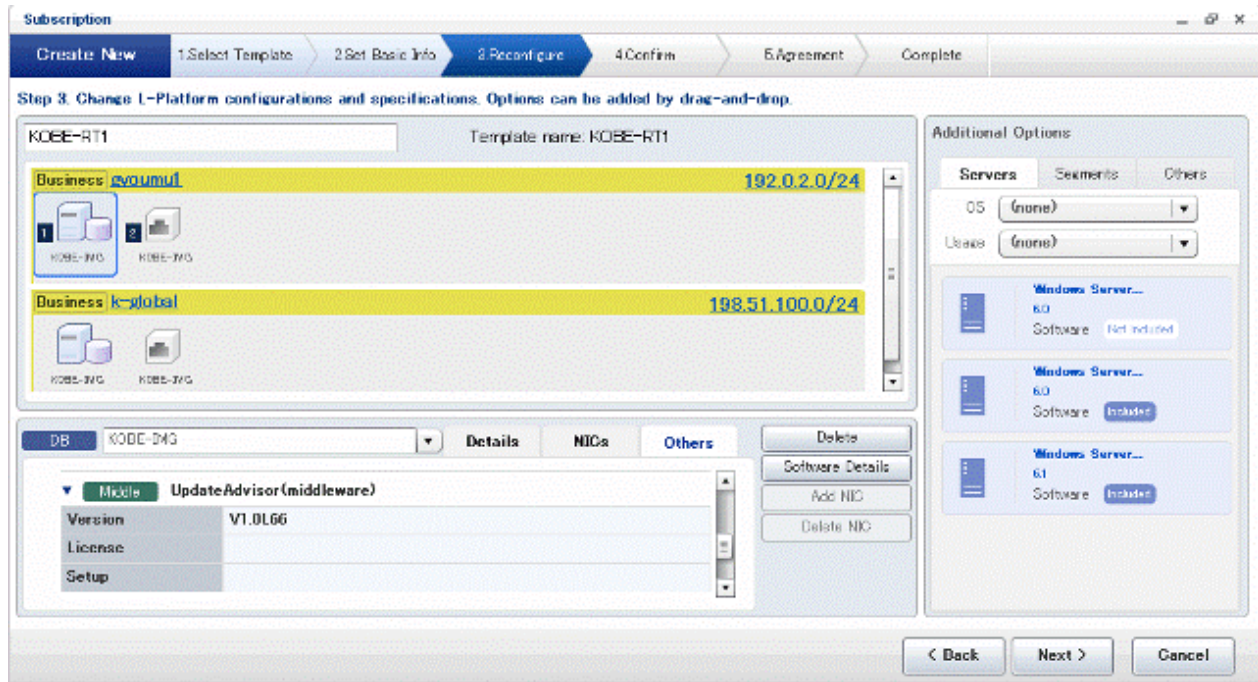 Subscription
Create New 1.Select Template 2.Set Basic Info 3.Reconfigure 4.Confirm 5.Agreement Complete
Step 3. Change L-Platform configurations and specifications. Options can be added by drag-and-drop.
KOBE-RT1 Template name: KOBE-RT1
Business gyoumu1 192.0.2.0/24
1 2
KOBE-IMG KOBE-IMG
Business k-global 198.51.100.0/24
KOBE-IMG KOBE-IMG
DB KOBE-IMG Details NICs Others
Middle UpdateAdvisor(middleware)
Version V1.0L66
License
Setup
Delete
Software Details
Add NIC
Delete NIC
Additional Options
Servers Segments Others
OS (none)
Usage (none)
Windows Server...
6.0
Software Not Included
Windows Server...
6.0
Software Included
Windows Server...
6.1
Software Included
< Back Next > Cancel